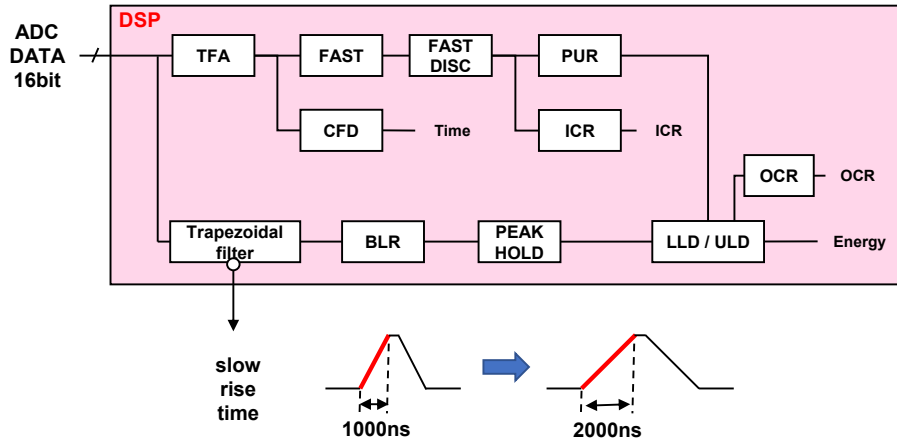 DSP
ADC
DATA
16bit
TFA
FAST
FAST
DISC
PUR
CFD
Time
ICR
ICR
OCR
OCR
Trapezoidal
filter
BLR
PEAK
HOLD
LLD / ULD
Energy
slow
rise
time
1000ns
2000ns